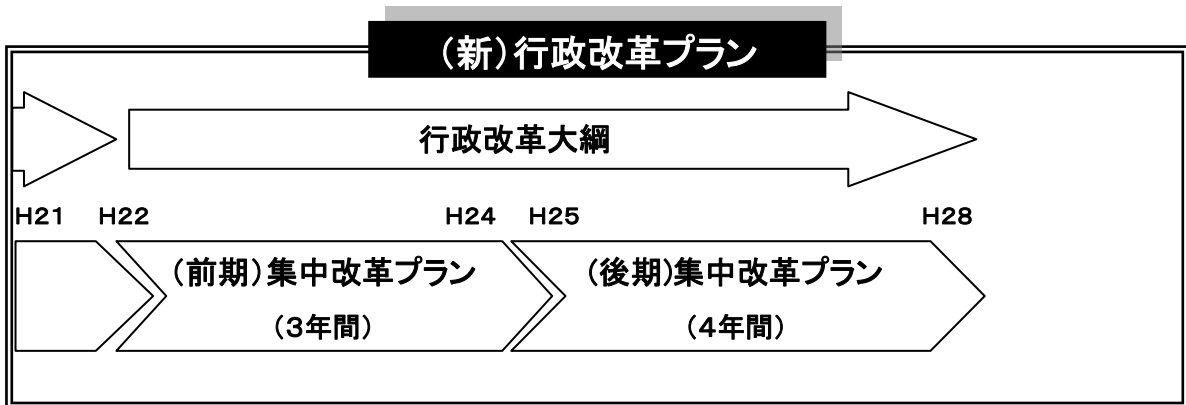 （新）行政改革プラン
行政改革大綱
H21 H22 H24 H25 H28
（前期）集中改革プラン （後期）集中改革プラン
（３年間） （４年間）